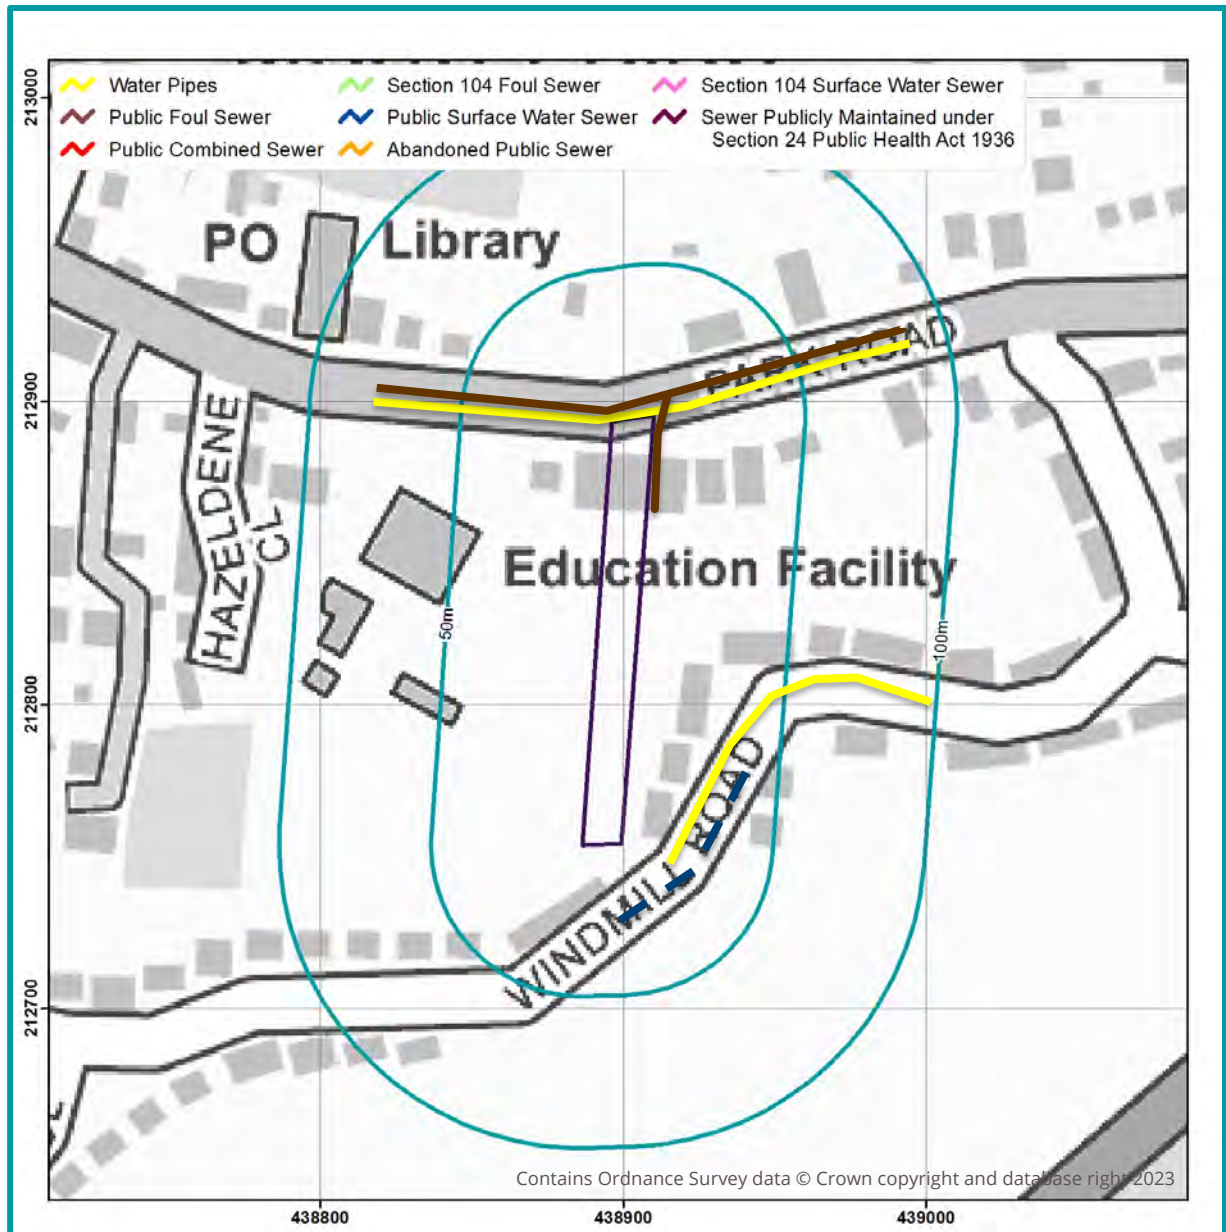 Water Pipes
Public Foul Sewer
Public Combined Sewer
Section 104 Foul Sewer
Public Surface Water Sewer
Abandoned Public Sewer
Section 104 Surface Water Sewer
Sewer Publicly Maintained under
Section 24 Public Health Act 1936
213000
PO
Library
PARK ROAD
212900
HAZELDENE
CL
Education Facility
50m
100m
212800
WINDMILL ROAD
212700
Contains Ordnance Survey data © Crown copyright and database right 2023
438800
438900
439000